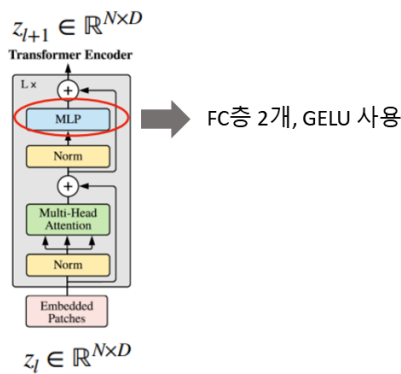 z_{l+1} ∈ ℝ^{N×D}
Transformer Encoder
L ×
+
MLP
FC층 2개, GELU 사용
Norm
+
Multi-Head
Attention
Norm
Embedded
Patches
z_l ∈ ℝ^{N×D}